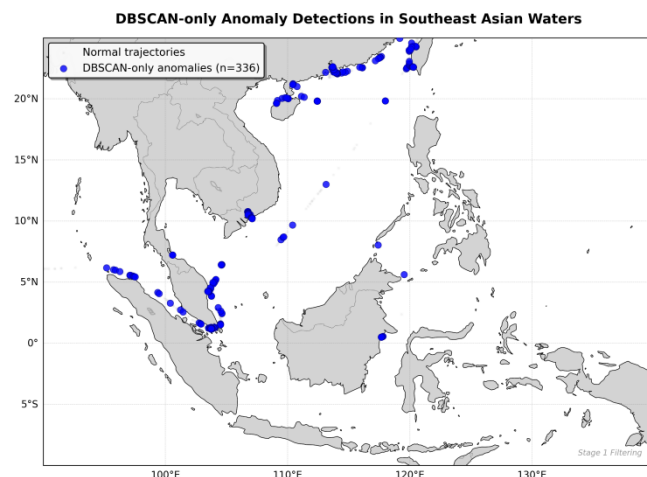 DBSCAN-only Anomaly Detections in Southeast Asian Waters
Normal trajectories
DBSCAN-only anomalies (n=336)
20°N
15°N
10°N
5°N
0°
5°S
Stage 1 Filtering
100°E
110°E
120°E
130°E